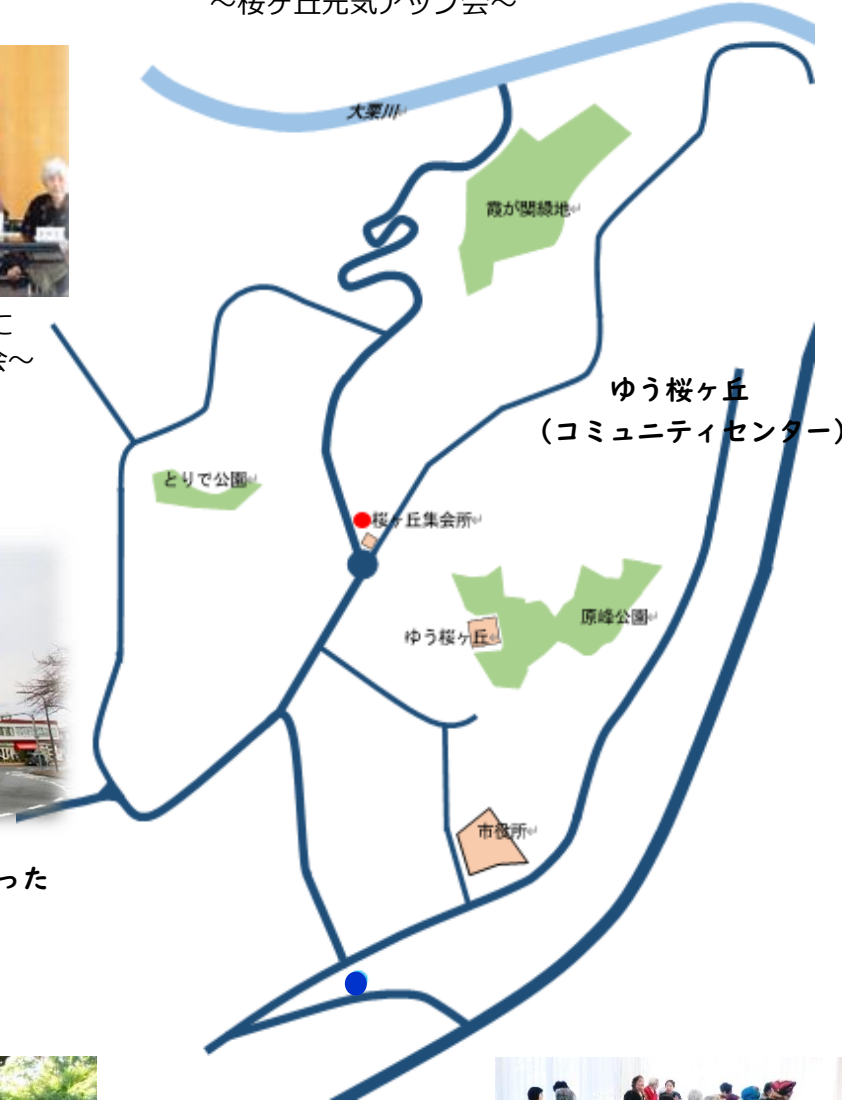 ～桜ケ丘元気アップ会～
大栗川
霞が関緑地
に
会～
ゆう桜ヶ丘
（コミュニティセンター）
とりで公園
桜ヶ丘集会所
原峰公園
ゆう桜ヶ丘
市役所
った